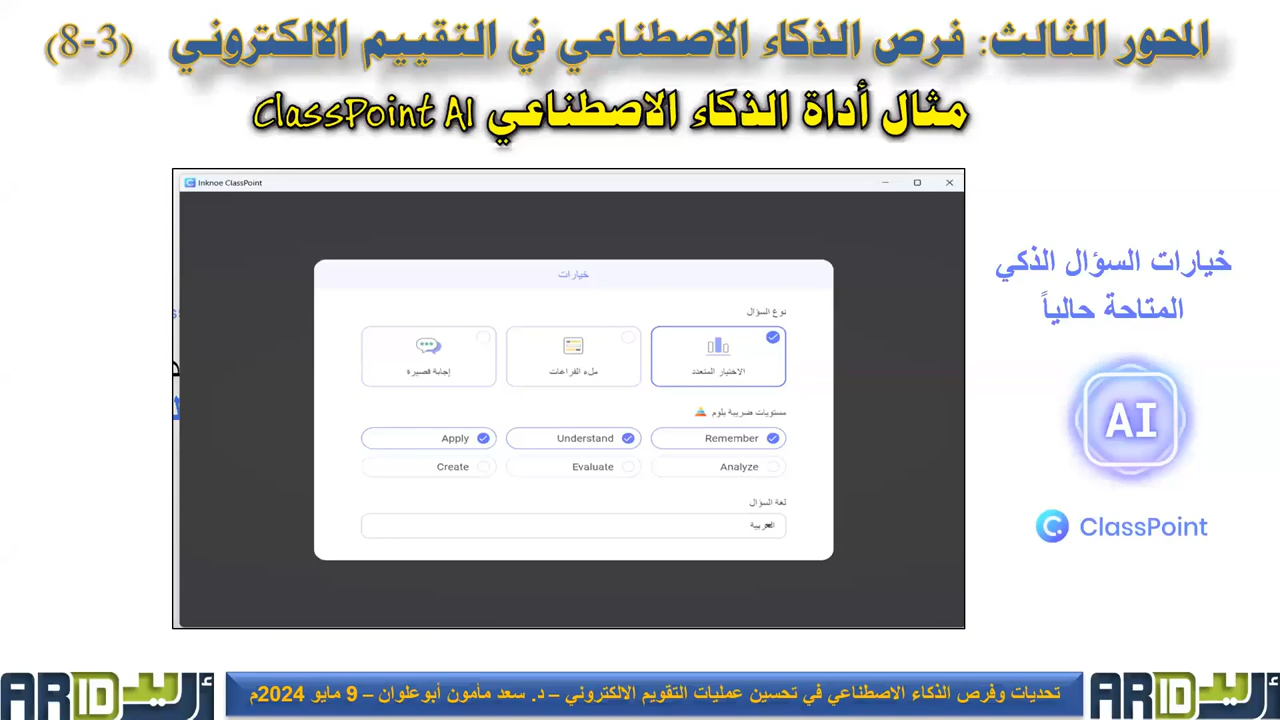 المحور الثالث: فرص الذكاء الاصطناعي في التقييم الالكتروني (3-8)
مثال أداة الذكاء الاصطناعي ClassPoint AI
Inknoe ClassPoint
خيارات
نوع السؤال
الاختيار المتعدد
ملء الفراغات
إجابة قصيرة
مستويات ضريبة بلوم
Remember
Understand
Apply
Analyze
Evaluate
Create
لغة السؤال
العربية
خيارات السؤال الذكي
المتاحة حالياً
AI
ClassPoint
تحديات وفرص الذكاء الاصطناعي في تحسين عمليات التقويم الالكتروني – د. سعد مأمون أبوعلوان – 9 مايو 2024م
ARID أريد
ARID أريد